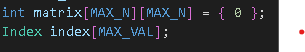 int matrix[MAX_N][MAX_N] = { 0 };
Index index[MAX_VAL];